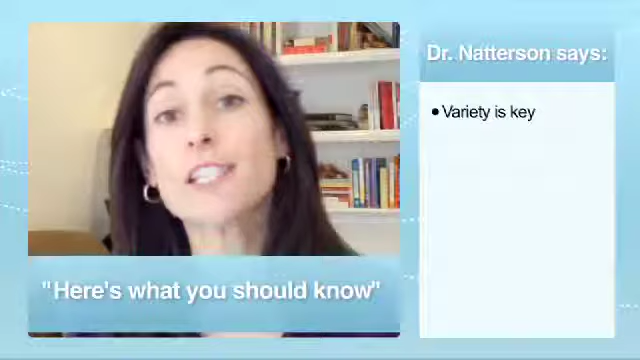 Dr. Natterson says:
• Variety is key
"Here's what you should know"